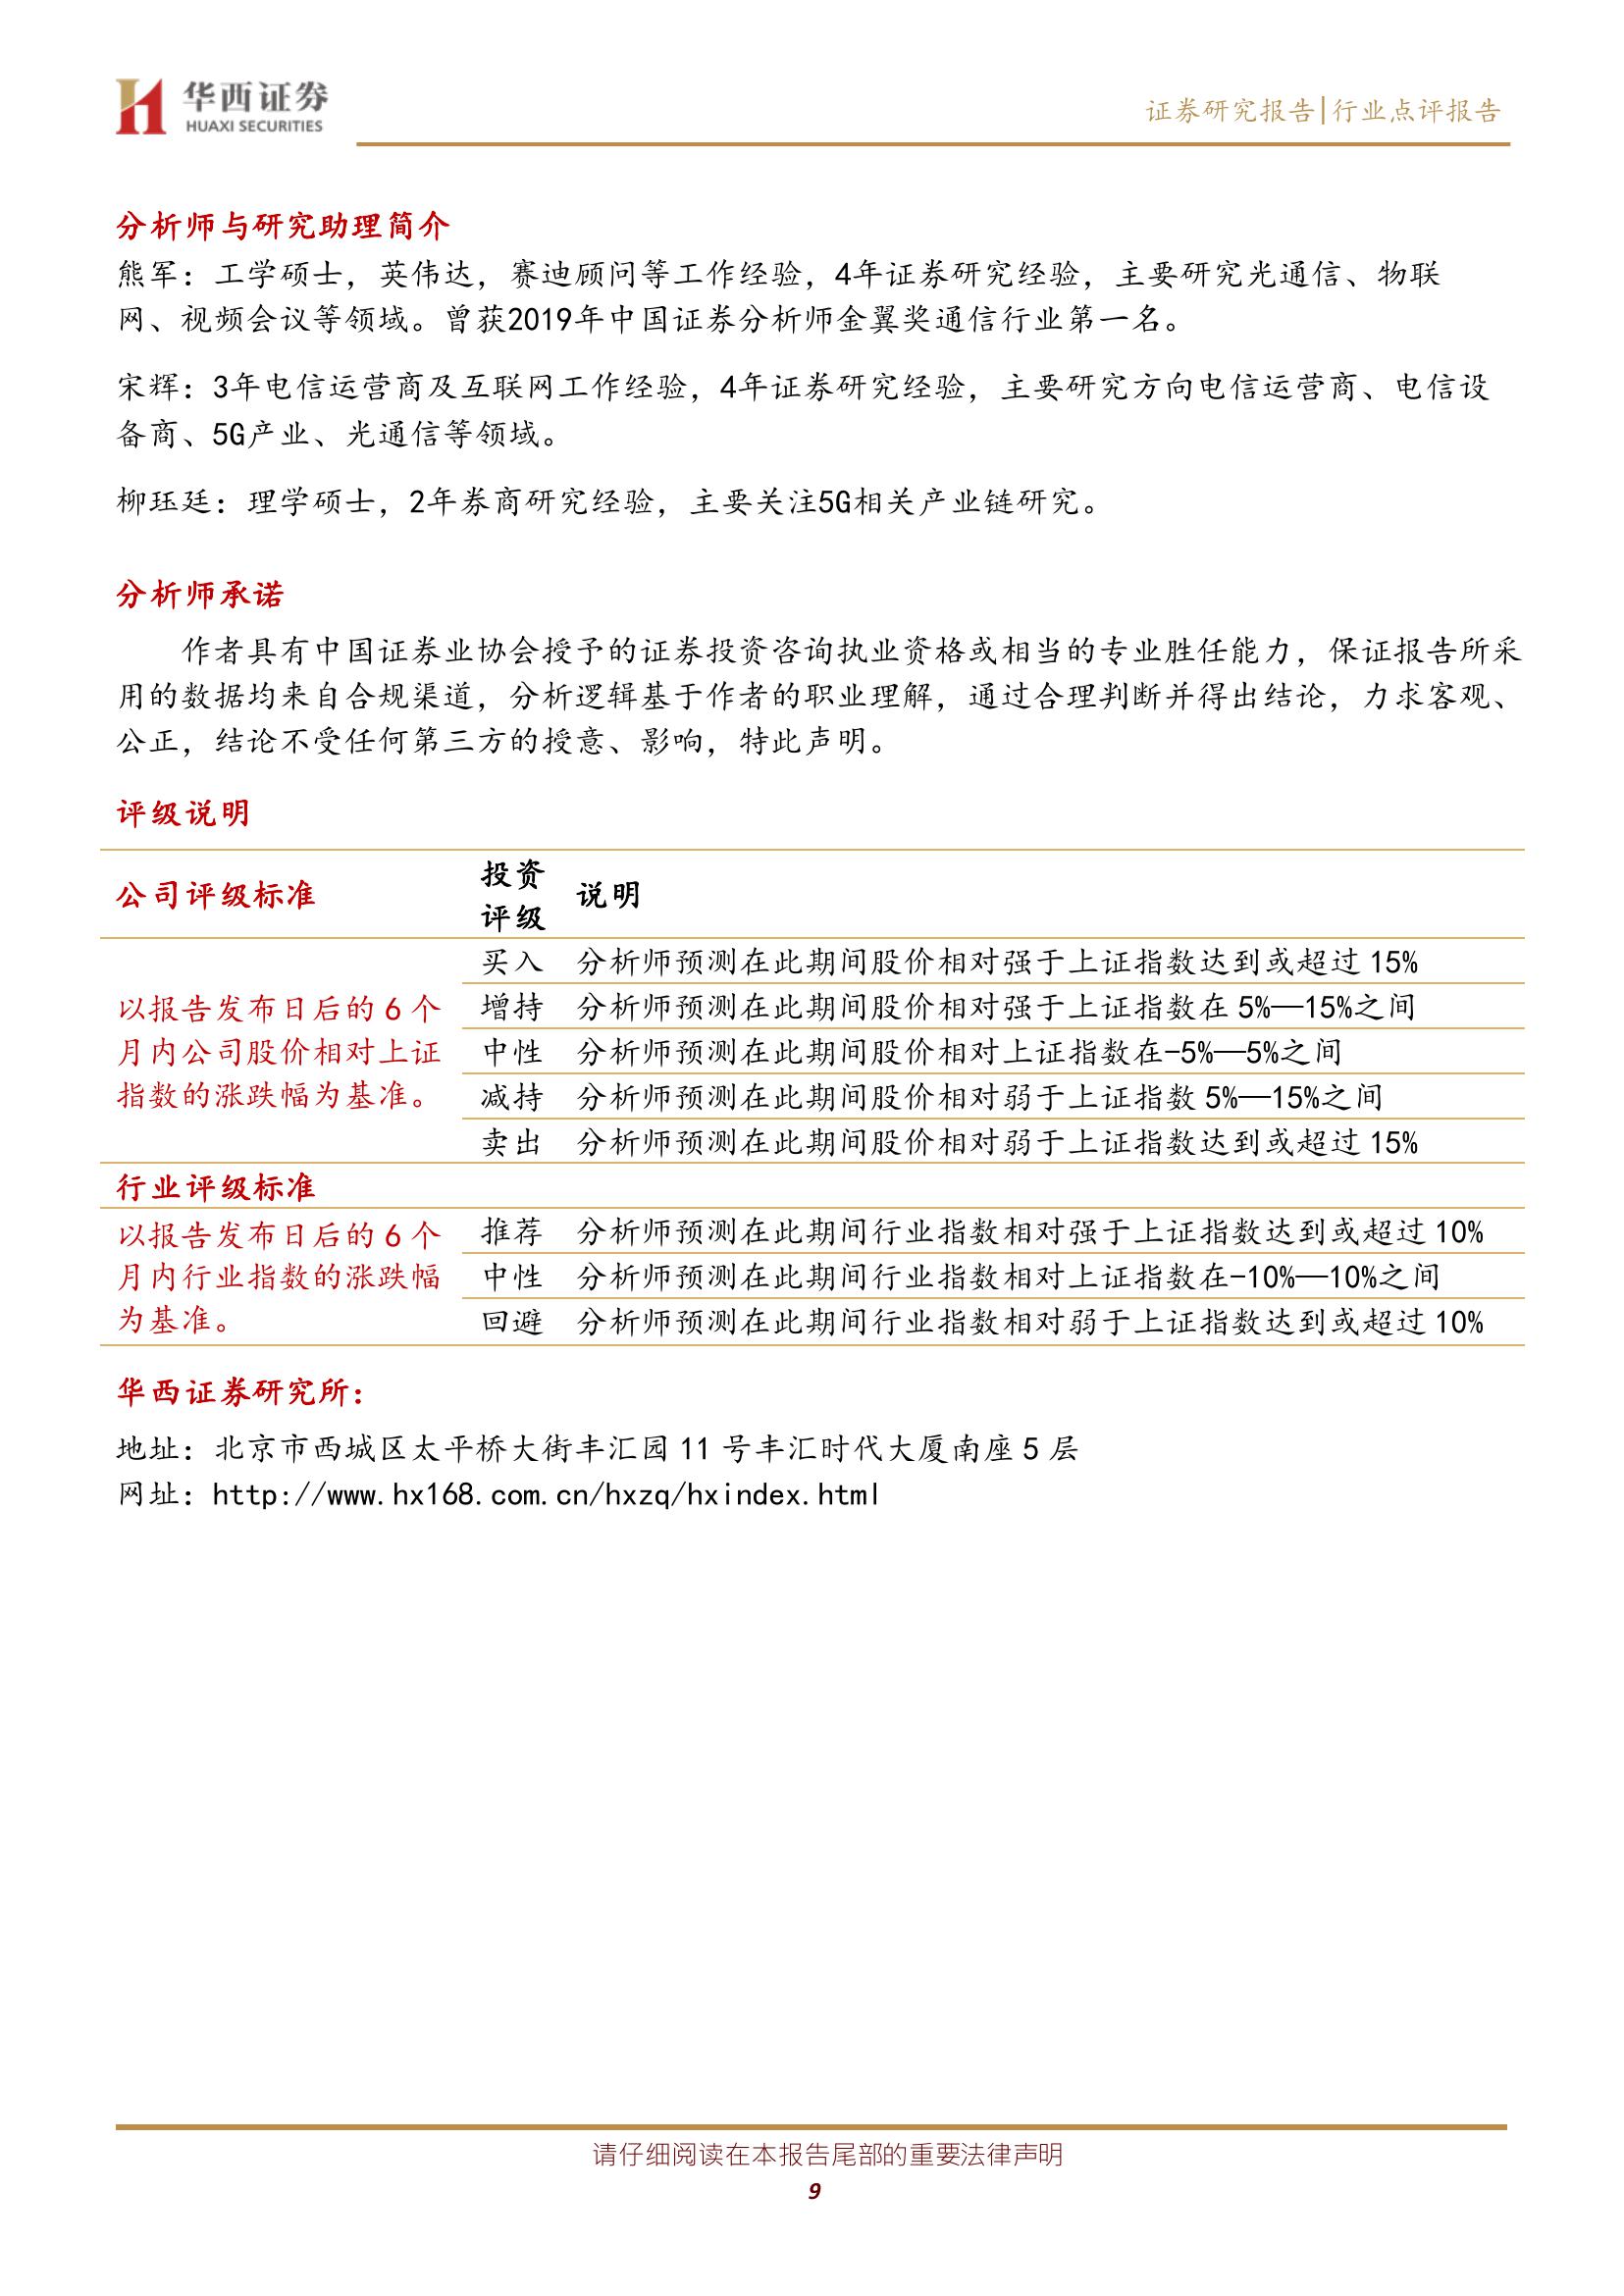 华西证券
HUAXI SECURITIES
证券研究报告|行业点评报告
分析师与研究助理简介
熊军：工学硕士，英伟达，赛迪顾问等工作经验，4年证券研究经验，主要研究光通信、物联
网、视频会议等领域。曾获2019年中国证券分析师金翼奖通信行业第一名。
宋辉：3年电信运营商及互联网工作经验，4年证券研究经验，主要研究方向电信运营商、电信设
备商、5G产业、光通信等领域。
柳珏廷：理学硕士，2年券商研究经验，主要关注5G相关产业链研究。
分析师承诺
作者具有中国证券业协会授予的证券投资咨询执业资格或相当的专业胜任能力，保证报告所采
用的数据均来自合规渠道，分析逻辑基于作者的职业理解，通过合理判断并得出结论，力求客观、
公正，结论不受任何第三方的授意、影响，特此声明。
评级说明
公司评级标准 投资评级 说明
以报告发布日后的 6 个
月内公司股价相对上证
指数的涨跌幅为基准。
买入 分析师预测在此期间股价相对强于上证指数达到或超过 15%
增持 分析师预测在此期间股价相对强于上证指数在 5%—15%之间
中性 分析师预测在此期间股价相对上证指数在-5%—5%之间
减持 分析师预测在此期间股价相对弱于上证指数 5%—15%之间
卖出 分析师预测在此期间股价相对弱于上证指数达到或超过 15%
行业评级标准
以报告发布日后的 6 个
月内行业指数的涨跌幅
为基准。
推荐 分析师预测在此期间行业指数相对强于上证指数达到或超过 10%
中性 分析师预测在此期间行业指数相对上证指数在-10%—10%之间
回避 分析师预测在此期间行业指数相对弱于上证指数达到或超过 10%
华西证券研究所：
地址：北京市西城区太平桥大街丰汇园 11 号丰汇时代大厦南座 5 层
网址：http://www.hx168.com.cn/hxzq/hxindex.html
请仔细阅读在本报告尾部的重要法律声明
9